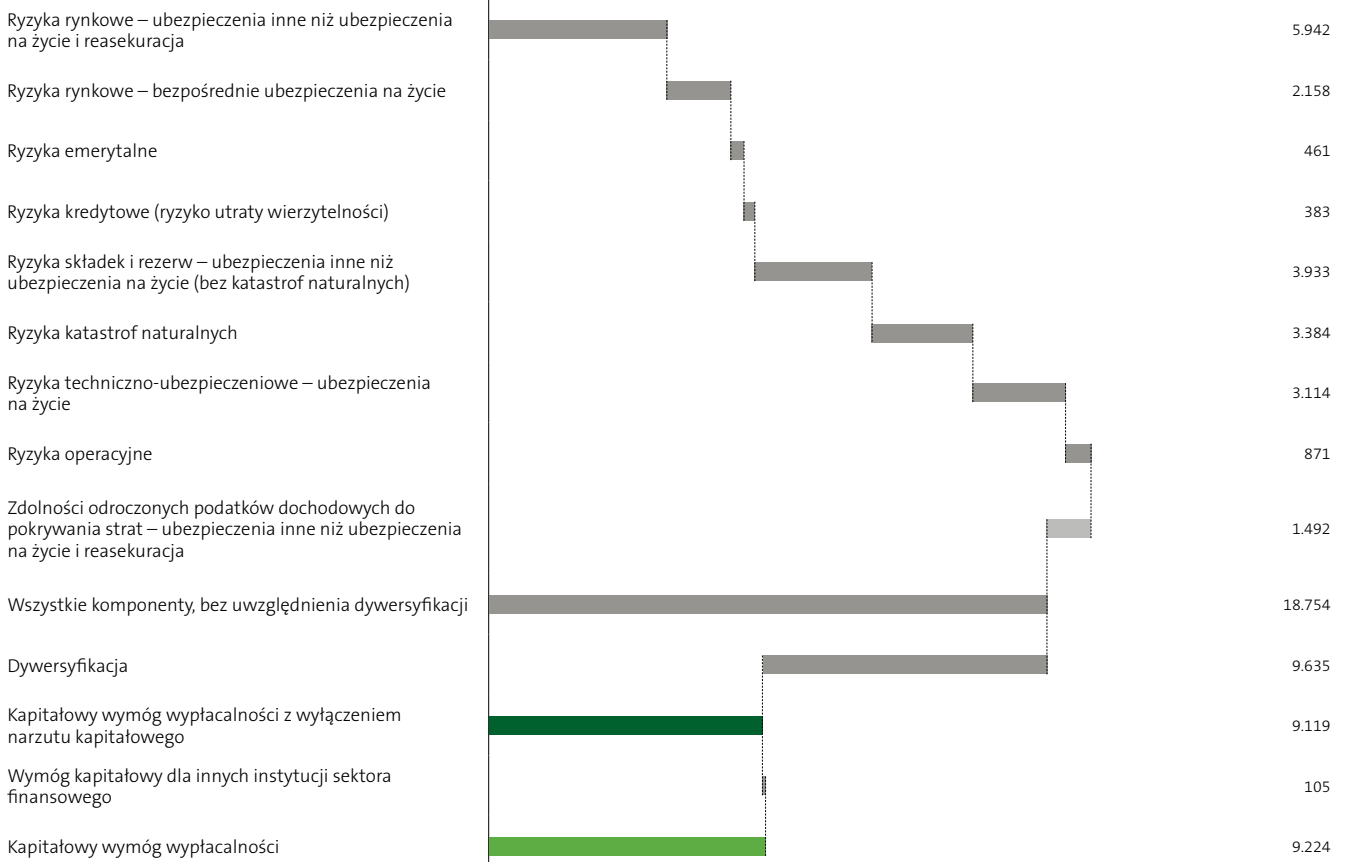 Ryzyka rynkowe – ubezpieczenia inne niż ubezpieczenia
na życie i reasekuracja
5.942
Ryzyka rynkowe – bezpośrednie ubezpieczenia na życie
2.158
Ryzyka emerytalne
461
Ryzyka kredytowe (ryzyko utraty wierzytelności)
383
Ryzyka składek i rezerw – ubezpieczenia inne niż
ubezpieczenia na życie (bez katastrof naturalnych)
3.933
Ryzyka katastrof naturalnych
3.384
Ryzyka techniczno-ubezpieczeniowe – ubezpieczenia
na życie
3.114
Ryzyka operacyjne
871
Zdolności odroczonych podatków dochodowych do
pokrywania strat – ubezpieczenia inne niż ubezpieczenia
na życie i reasekuracja
1.492
Wszystkie komponenty, bez uwzględnienia dywersyfikacji
18.754
Dywersyfikacja
9.635
Kapitałowy wymóg wypłacalności z wyłączeniem
narzutu kapitałowego
9.119
Wymóg kapitałowy dla innych instytucji sektora
finansowego
105
Kapitałowy wymóg wypłacalności
9.224